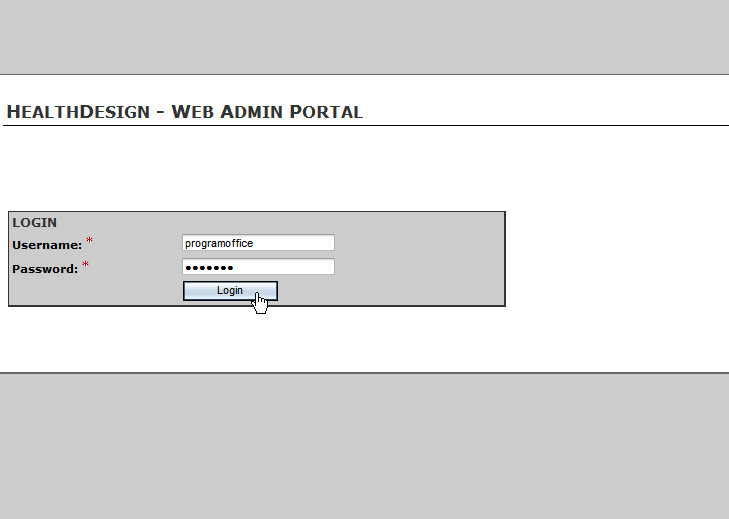 HEALTHDESIGN - WEB ADMIN PORTAL
LOGIN
Username: * programoffice
Password: * •••••••
Login